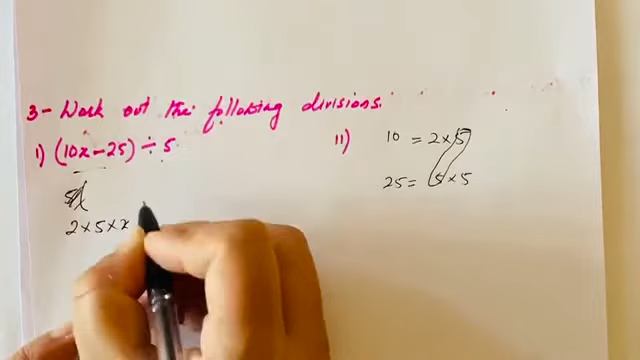 3- Work out the following divisions.
i) (10x-25) ÷ 5
ii)
10 = 2×5
25 = 5×5
2×5×x